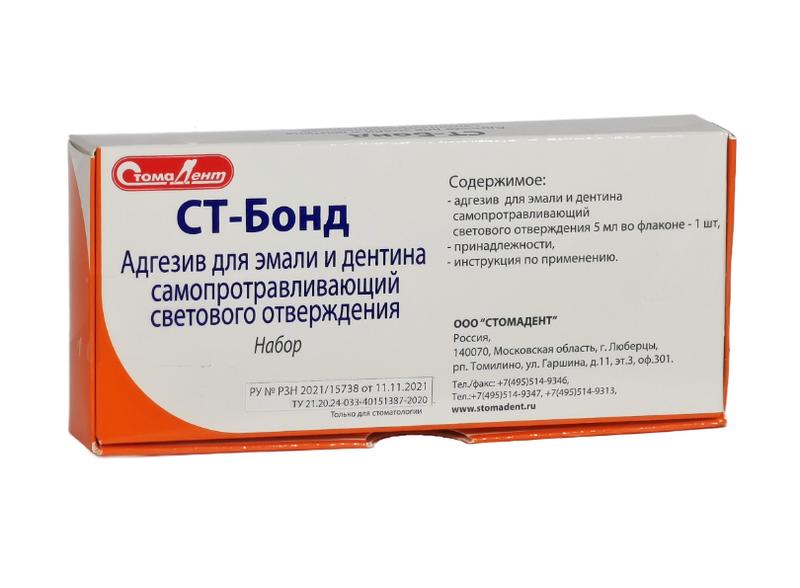 СТ-Бонд
СтомаДент
СТ-Бонд
Адгезив для эмали и дентина
самопротравливающий
светового отверждения
Набор
РУ № РЗН 2021/15738 от 11.11.2021
ТУ 21.20.24-033-40151387-2020
Только для стоматологии
Содержимое:
- адгезив для эмали и дентина
самопротравливающий
светового отверждения 5 мл во флаконе - 1 шт,
- принадлежности,
- инструкция по применению.
ООО "СТОМАДЕНТ"
Россия,
140070, Московская область, г. Люберцы,
рп. Томилино, ул. Гаршина, д.11, эт.3, оф.301.
Тел./факс: +7(495)514-9346,
Тел.:+7(495)514-9347, +7(495)514-9313,
www.stomadent.ru